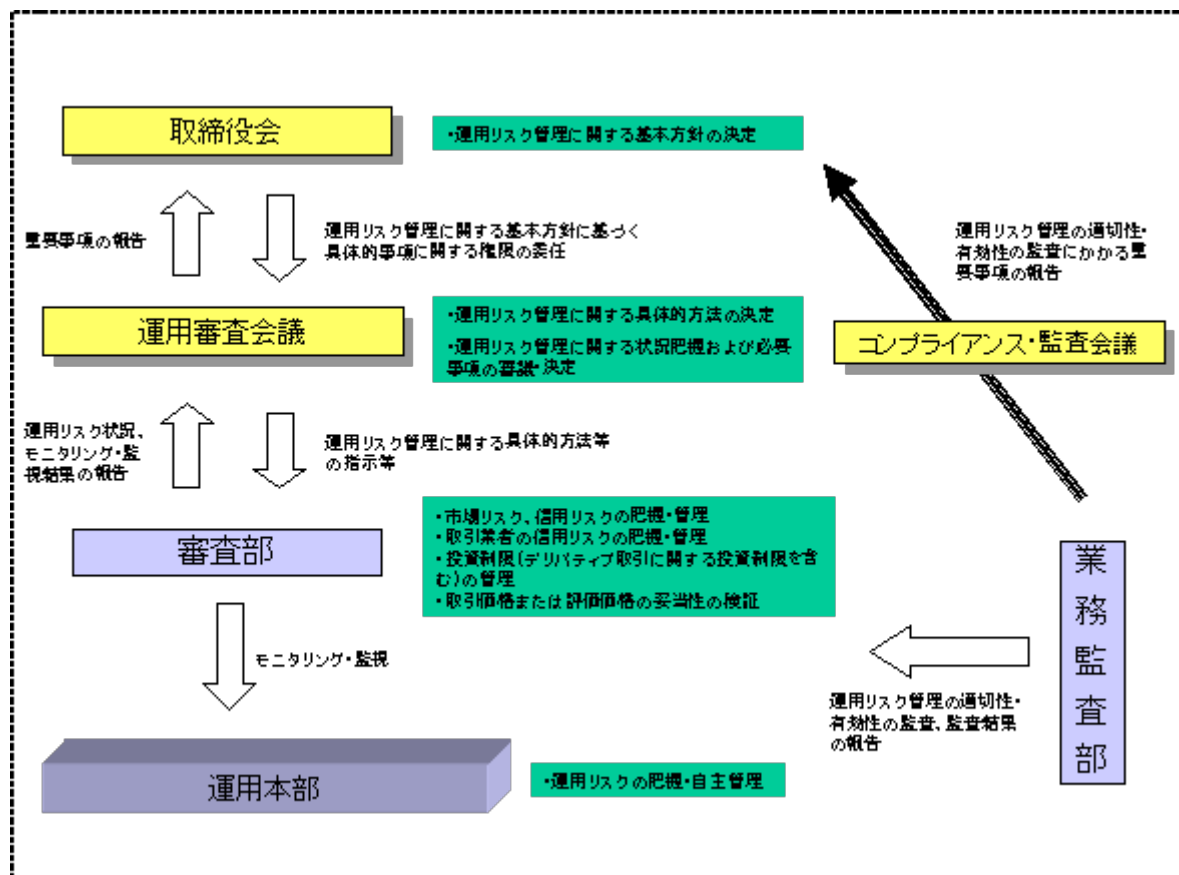 取締役会
・運用リスク管理に関する基本方針の決定
重要事項の報告
運用リスク管理に関する基本方針に基づく
具体的事項に関する権限の委任
運用リスク管理の適切性・
有効性の監査にかかる重
要事項の報告
運用審査会議
・運用リスク管理に関する具体的方法の決定
・運用リスク管理に関する状況把握および必要
事項の審議・決定
コンプライアンス・監査会議
運用リスク状況、
モニタリング・監
視結果の報告
運用リスク管理に関する具体的方法等
の指示等
審査部
・市場リスク、信用リスクの把握・管理
・取引業者の信用リスクの把握・管理
・投資制限(デリバティブ取引に関する投資制限を含
む)の管理
・取引価格または評価価格の妥当性の検証
業務監査部
モニタリング・監視
運用リスク管理の適切性・
有効性の監査、監査結果
の報告
運用本部
・運用リスクの把握・自主管理